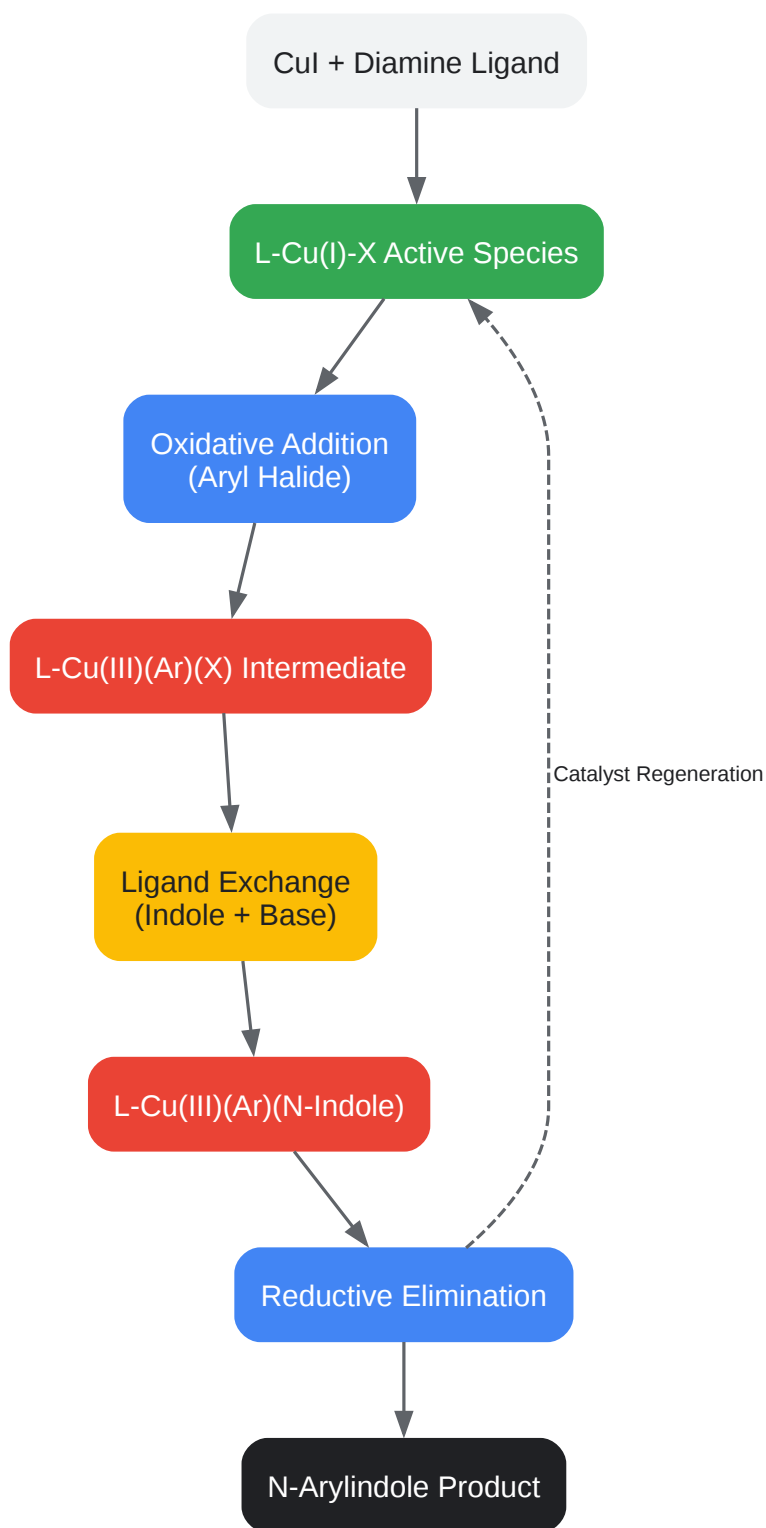 CuI + Diamine Ligand
L-Cu(I)-X Active Species
Oxidative Addition
(Aryl Halide)
L-Cu(III)(Ar)(X) Intermediate
Catalyst Regeneration
Ligand Exchange
(Indole + Base)
L-Cu(III)(Ar)(N-Indole)
Reductive Elimination
N-Arylindole Product